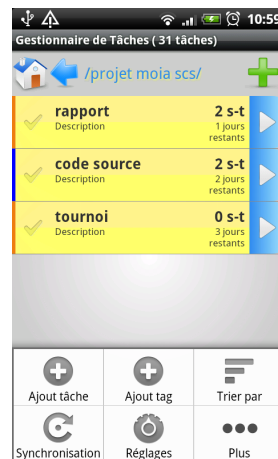 10:59
Gestionnaire de Tâches ( 31 tâches)
/projet moia scs/
rapport 2 s-t
Description 1 jours
restants
code source 2 s-t
Description 2 jours
restants
tournoi 0 s-t
Description 3 jours
restants
Ajout tâche Ajout tag Trier par
Synchronisation Réglages Plus